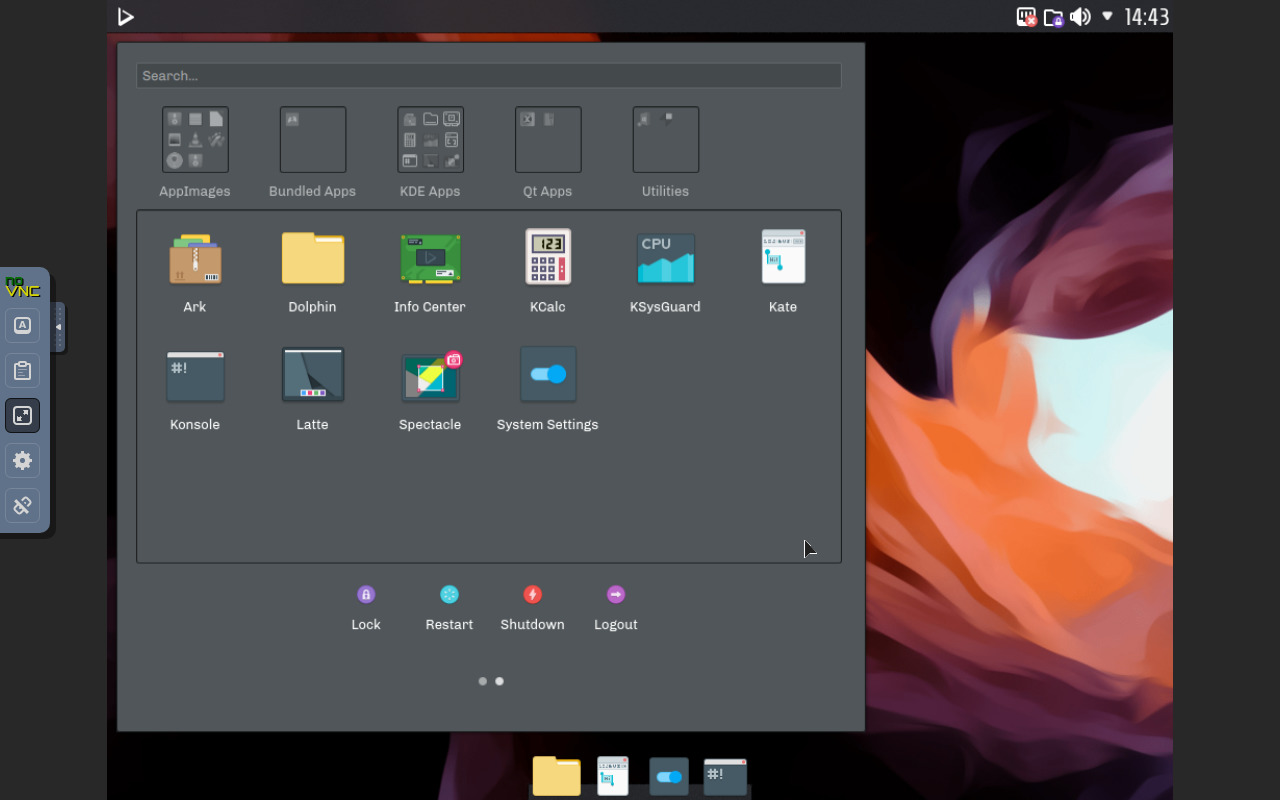 14:43
Search...
AppImages Bundled Apps KDE Apps Qt Apps Utilities
123
CPU
Ark Dolphin Info Center KCalc KSysGuard Kate
#!
Konsole Latte Spectacle System Settings
no
VNC
A
Lock Restart Shutdown Logout
#!